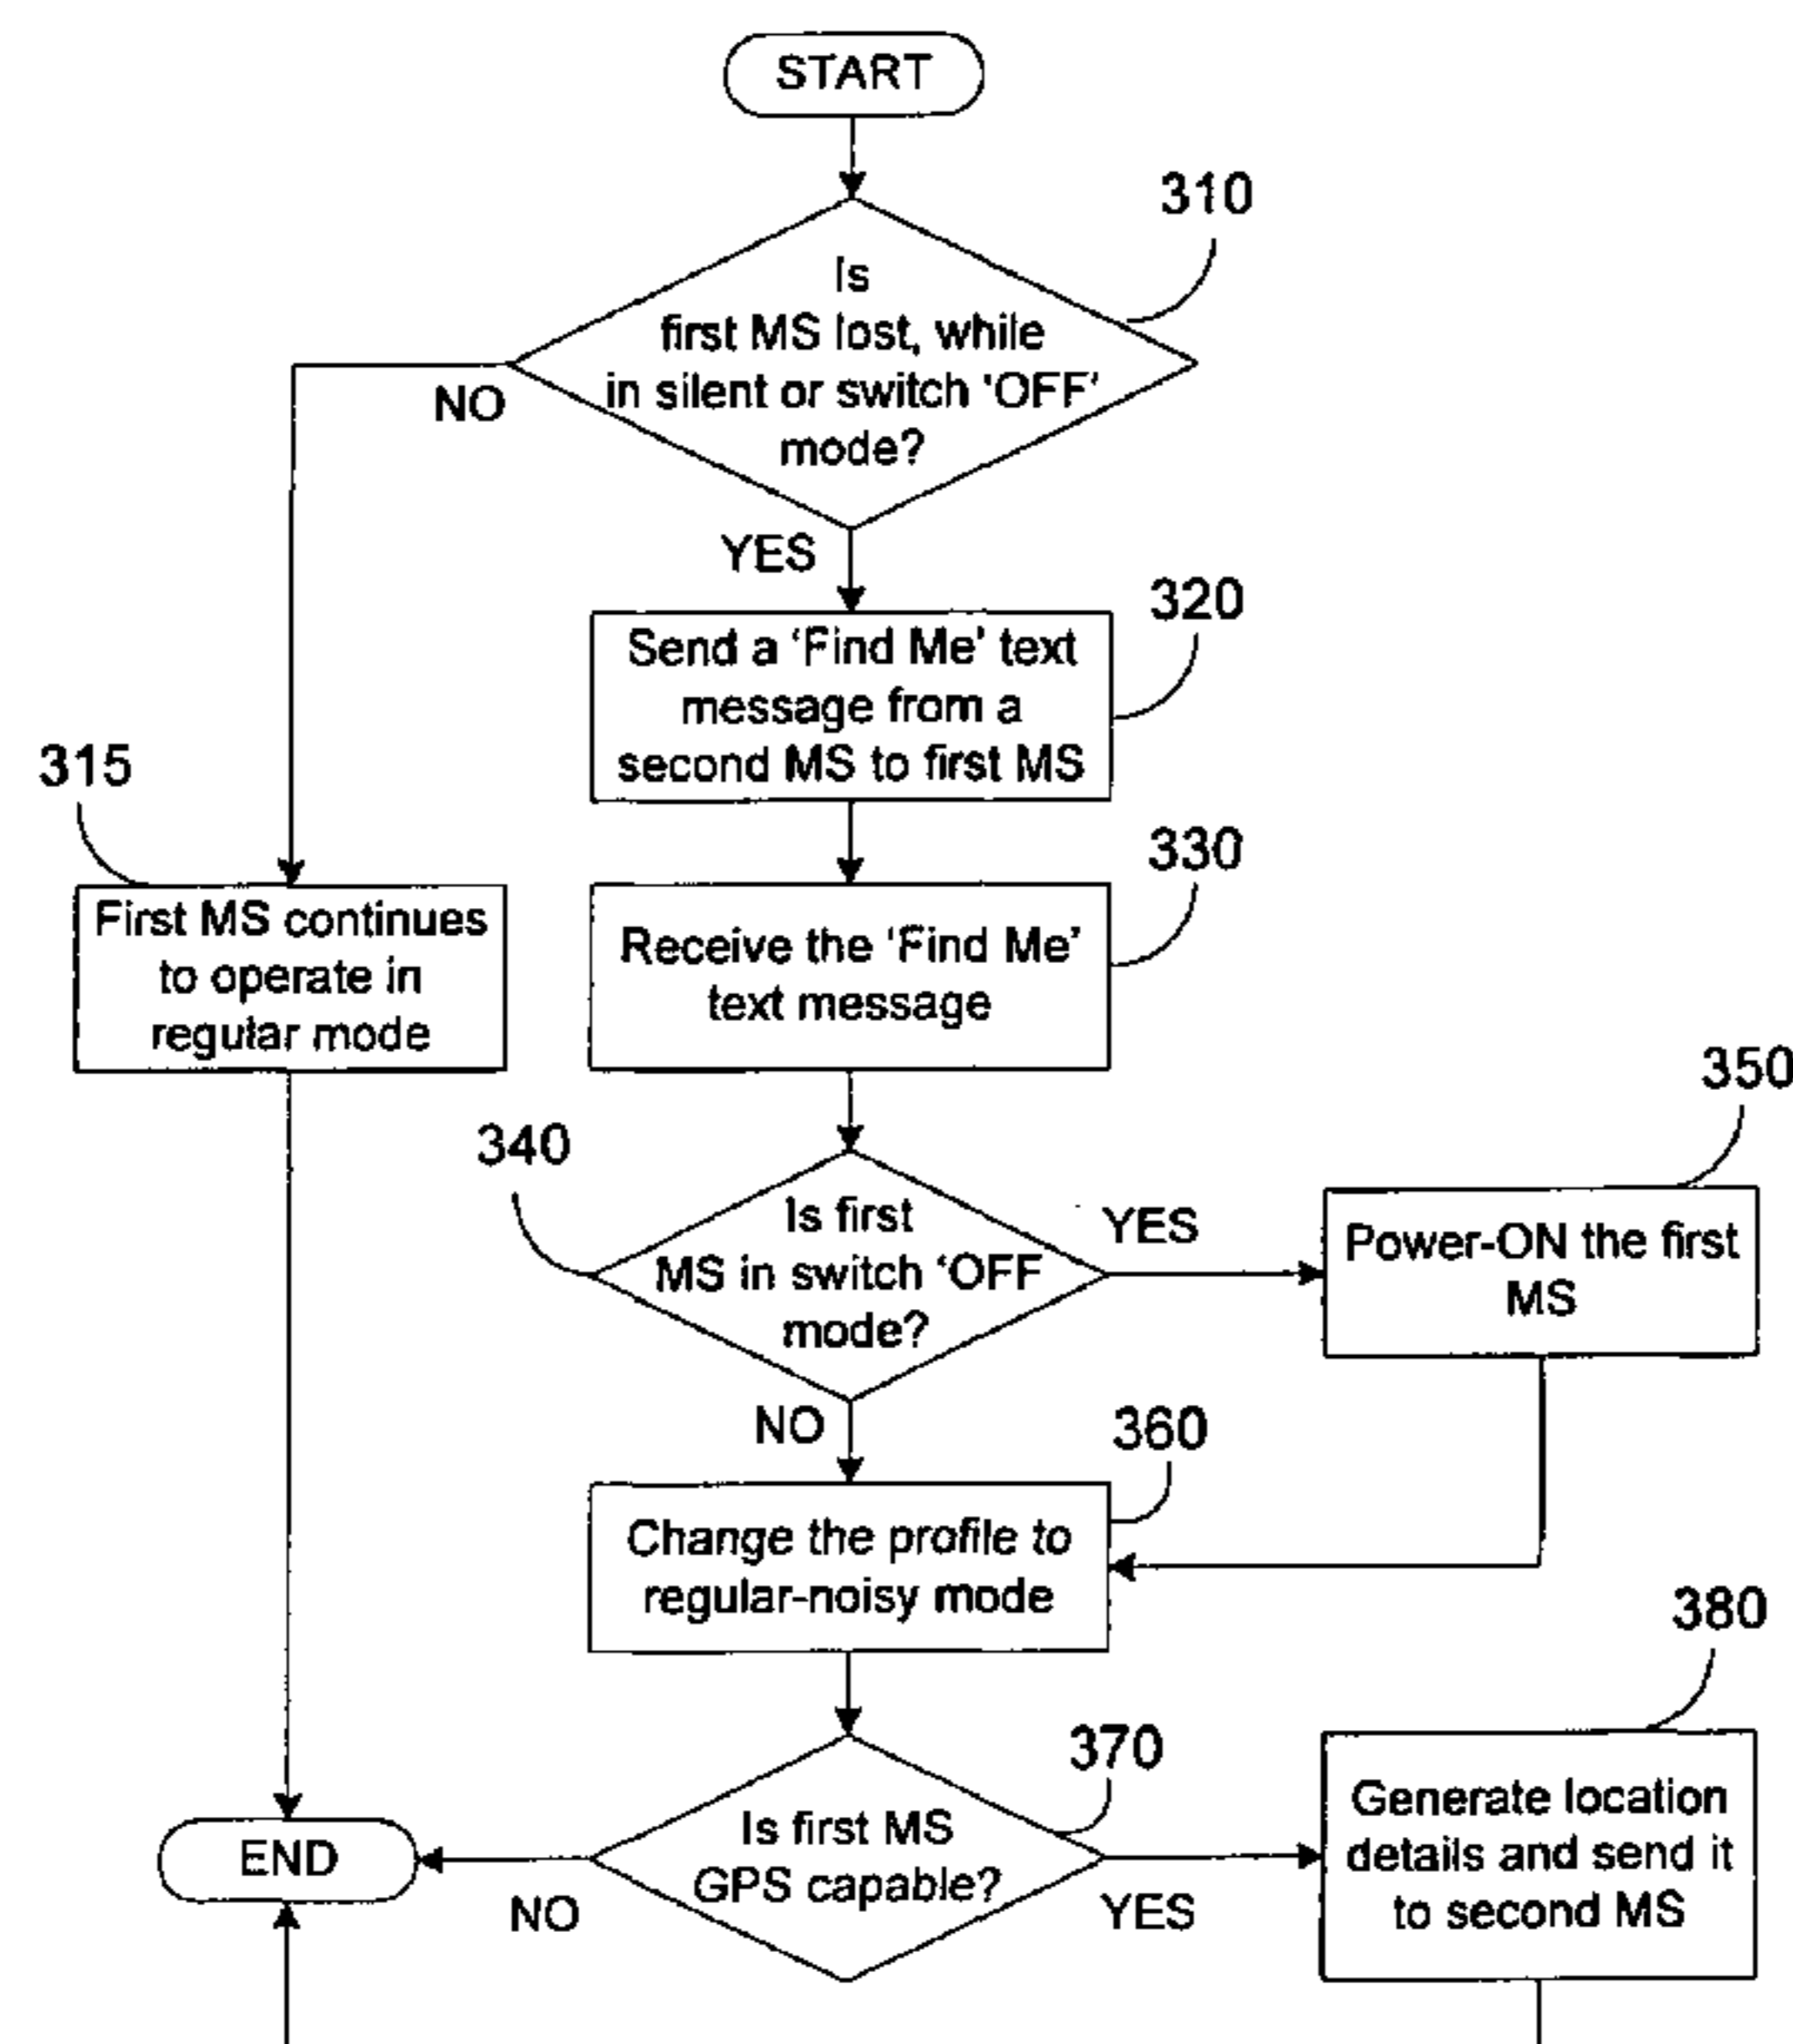 START
310
Is
first MS lost, while
in silent or switch ‘OFF’
mode?
NO
YES
320
Send a ‘Find Me’ text
message from a
second MS to first MS
315
First MS continues
to operate in
regular mode
330
Receive the ‘Find Me’
text message
340
Is first
MS in switch ‘OFF
mode?
YES
350
Power-ON the first
MS
NO
360
Change the profile to
regular-noisy mode
370
Is first MS
GPS capable?
380
Generate location
details and send it
to second MS
END
NO
YES